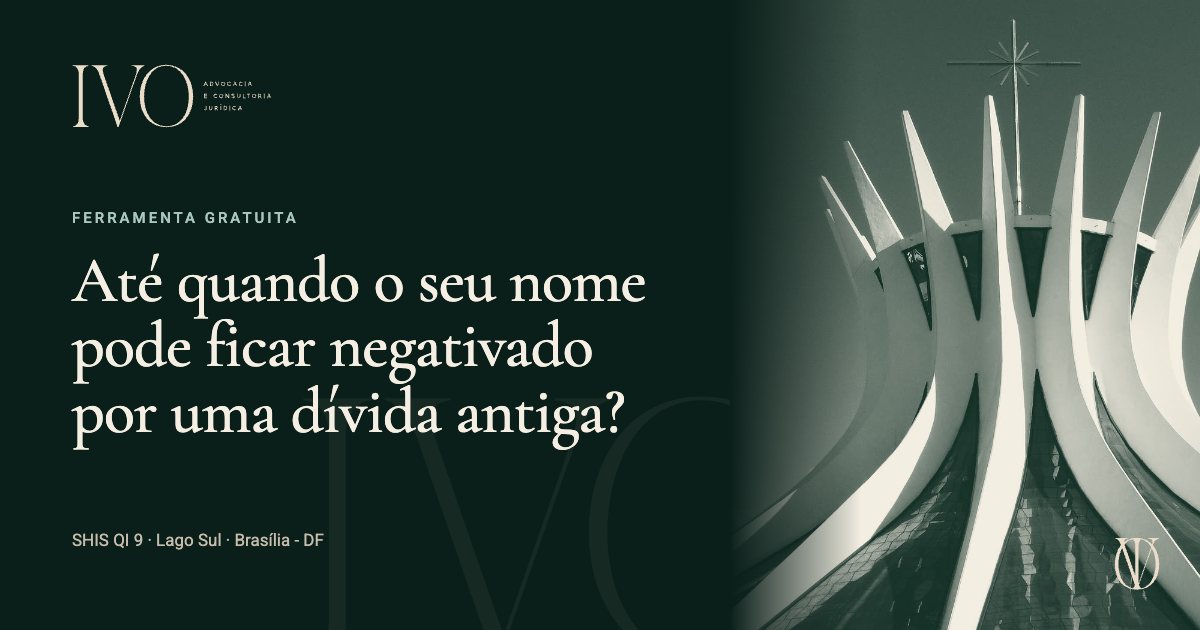 IVO
ADVOCACIA
E CONSULTORIA
JURÍDICA
FERRAMENTA GRATUITA
Até quando o seu nome
pode ficar negativado
por uma dívida antiga?
SHIS QI 9 · Lago Sul · Brasília - DF